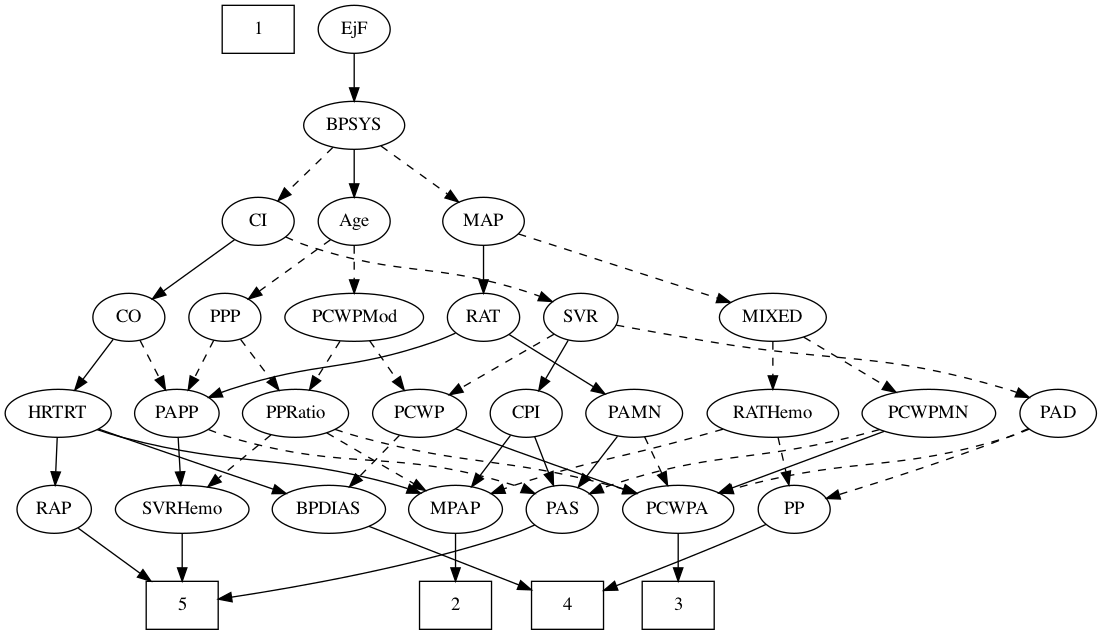 1
EjF
BPSYS
CI
Age
MAP
CO
PPP
PCWPMod
RAT
SVR
MIXED
HRTRT
PAPP
PPRatio
PCWP
CPI
PAMN
RATHemo
PCWPMN
PAD
RAP
SVRHemo
BPDIAS
MPAP
PAS
PCWPA
PP
5
2
4
3